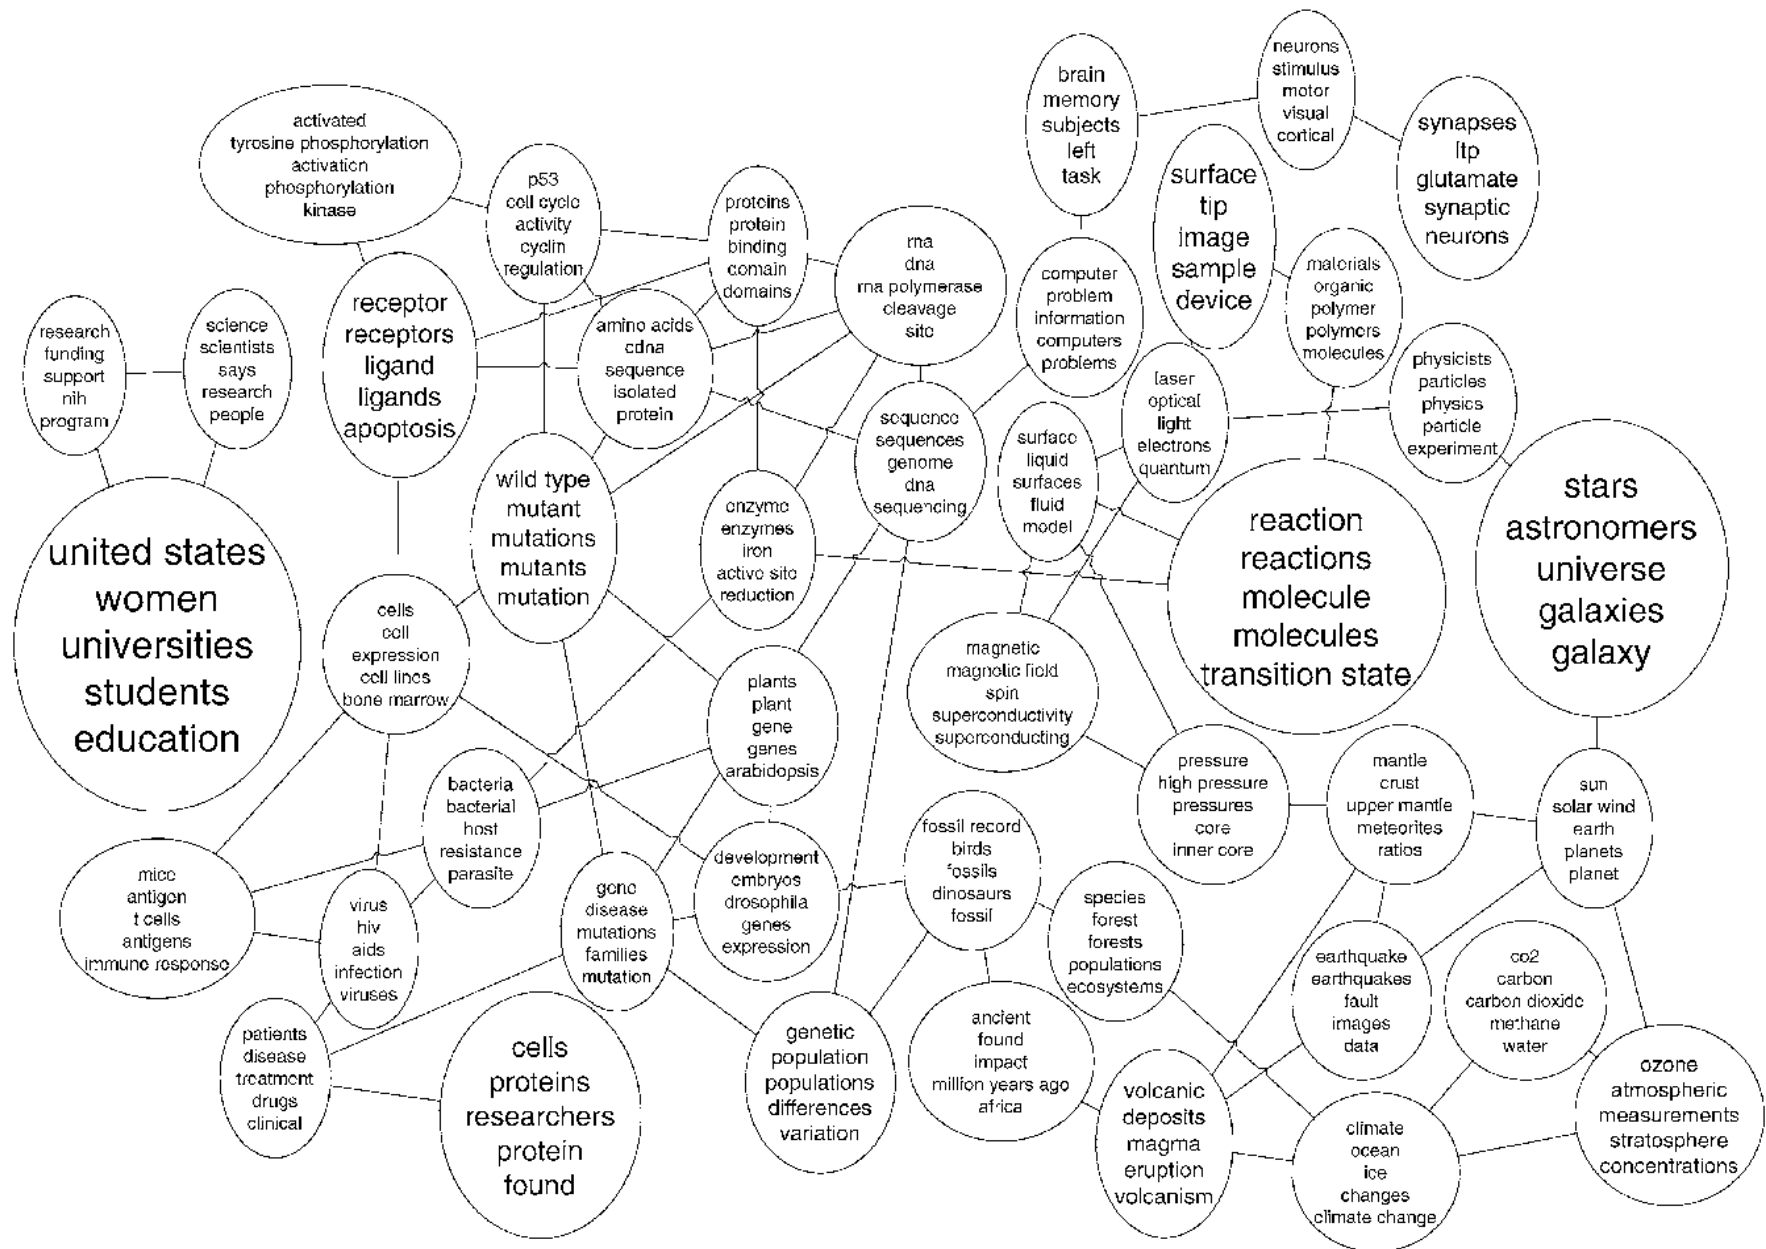 neurons
stimulus
motor
visual
cortical
brain
memory
subjects
left
task
synapses
ltp
glutamate
synaptic
neurons
activated
tyrosine phosphorylation
activation
phosphorylation
kinase
p53
cell cycle
activity
cyclin
regulation
proteins
protein
binding
domain
domains
rna
dna
rna polymerase
cleavage
site
surface
tip
image
sample
device
computer
problem
information
computers
problems
materials
organic
polymer
polymers
molecules
research
funding
support
nih
program
science
scientists
says
research
people
receptor
receptors
ligand
ligands
apoptosis
amino acids
cdna
sequence
isolated
protein
sequence
sequences
genome
dna
sequencing
surface
liquid
surfaces
fluid
model
laser
optical
light
electrons
quantum
physicists
particles
physics
particle
experiment
united states
women
universities
students
education
wild type
mutant
mutations
mutants
mutation
enzyme
enzymes
iron
active site
reduction
reaction
reactions
molecule
molecules
transition state
stars
astronomers
universe
galaxies
galaxy
cells
cell
expression
cell lines
bone marrow
plants
plant
gene
genes
arabidopsis
magnetic
magnetic field
spin
superconductivity
superconducting
pressure
high pressure
pressures
core
inner core
mantle
crust
upper mantle
meteorites
ratios
sun
solar wind
earth
planets
planet
bacteria
bacterial
host
resistance
parasite
mice
antigen
t cells
antigens
immune response
virus
hiv
aids
infection
viruses
gene
disease
mutations
families
mutation
development
embryos
drosophila
genes
expression
fossil record
birds
fossils
dinosaurs
fossil
species
forest
forests
populations
ecosystems
earthquake
earthquakes
fault
images
data
co2
carbon
carbon dioxide
methane
water
patients
disease
treatment
drugs
clinical
cells
proteins
researchers
protein
found
genetic
population
populations
differences
variation
ancient
found
impact
million years ago
africa
volcanic
deposits
magma
eruption
volcanism
climate
ocean
ice
changes
climate change
ozone
atmospheric
measurements
stratosphere
concentrations